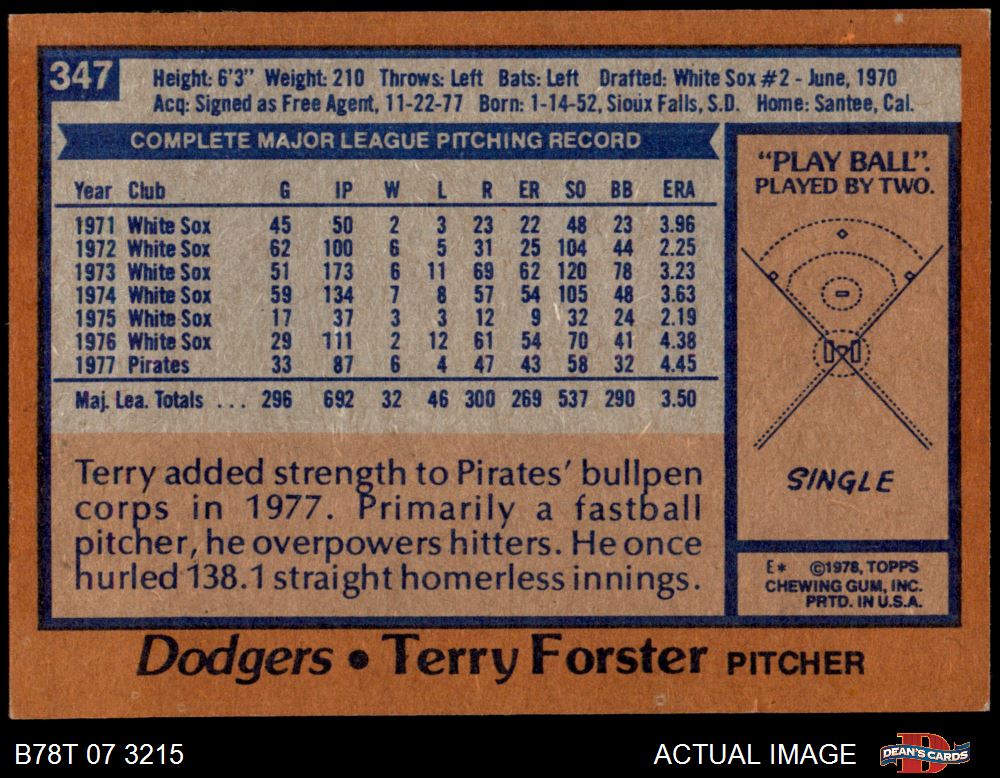 347
Height: 6'3" Weight: 210 Throws: Left Bats: Left Drafted: White Sox #2 - June, 1970
Acq: Signed as Free Agent, 11-22-77 Born: 1-14-52, Sioux Falls, S.D. Home: Santee, Cal.
COMPLETE MAJOR LEAGUE PITCHING RECORD
Year Club G IP W L R ER SO BB ERA
1971 White Sox 45 50 2 3 23 22 48 23 3.96
1972 White Sox 62 100 6 5 31 25 104 44 2.25
1973 White Sox 51 173 6 11 69 62 120 78 3.23
1974 White Sox 59 134 7 8 57 54 105 48 3.63
1975 White Sox 17 37 3 3 12 9 32 24 2.19
1976 White Sox 29 111 2 12 61 54 70 41 4.38
1977 Pirates 33 87 6 4 47 43 58 32 4.45
Maj. Lea. Totals ... 296 692 32 46 300 269 537 290 3.50
Terry added strength to Pirates' bullpen
corps in 1977. Primarily a fastball
pitcher, he overpowers hitters. He once
hurled 138.1 straight homerless innings.
"PLAY BALL".
PLAYED BY TWO.
SINGLE
E* ©1978, TOPPS
CHEWING GUM, INC.
PRTD. IN U.S.A.
Dodgers • Terry Forster PITCHER
B78T 07 3215
ACTUAL IMAGE
DEAN'S CARDS